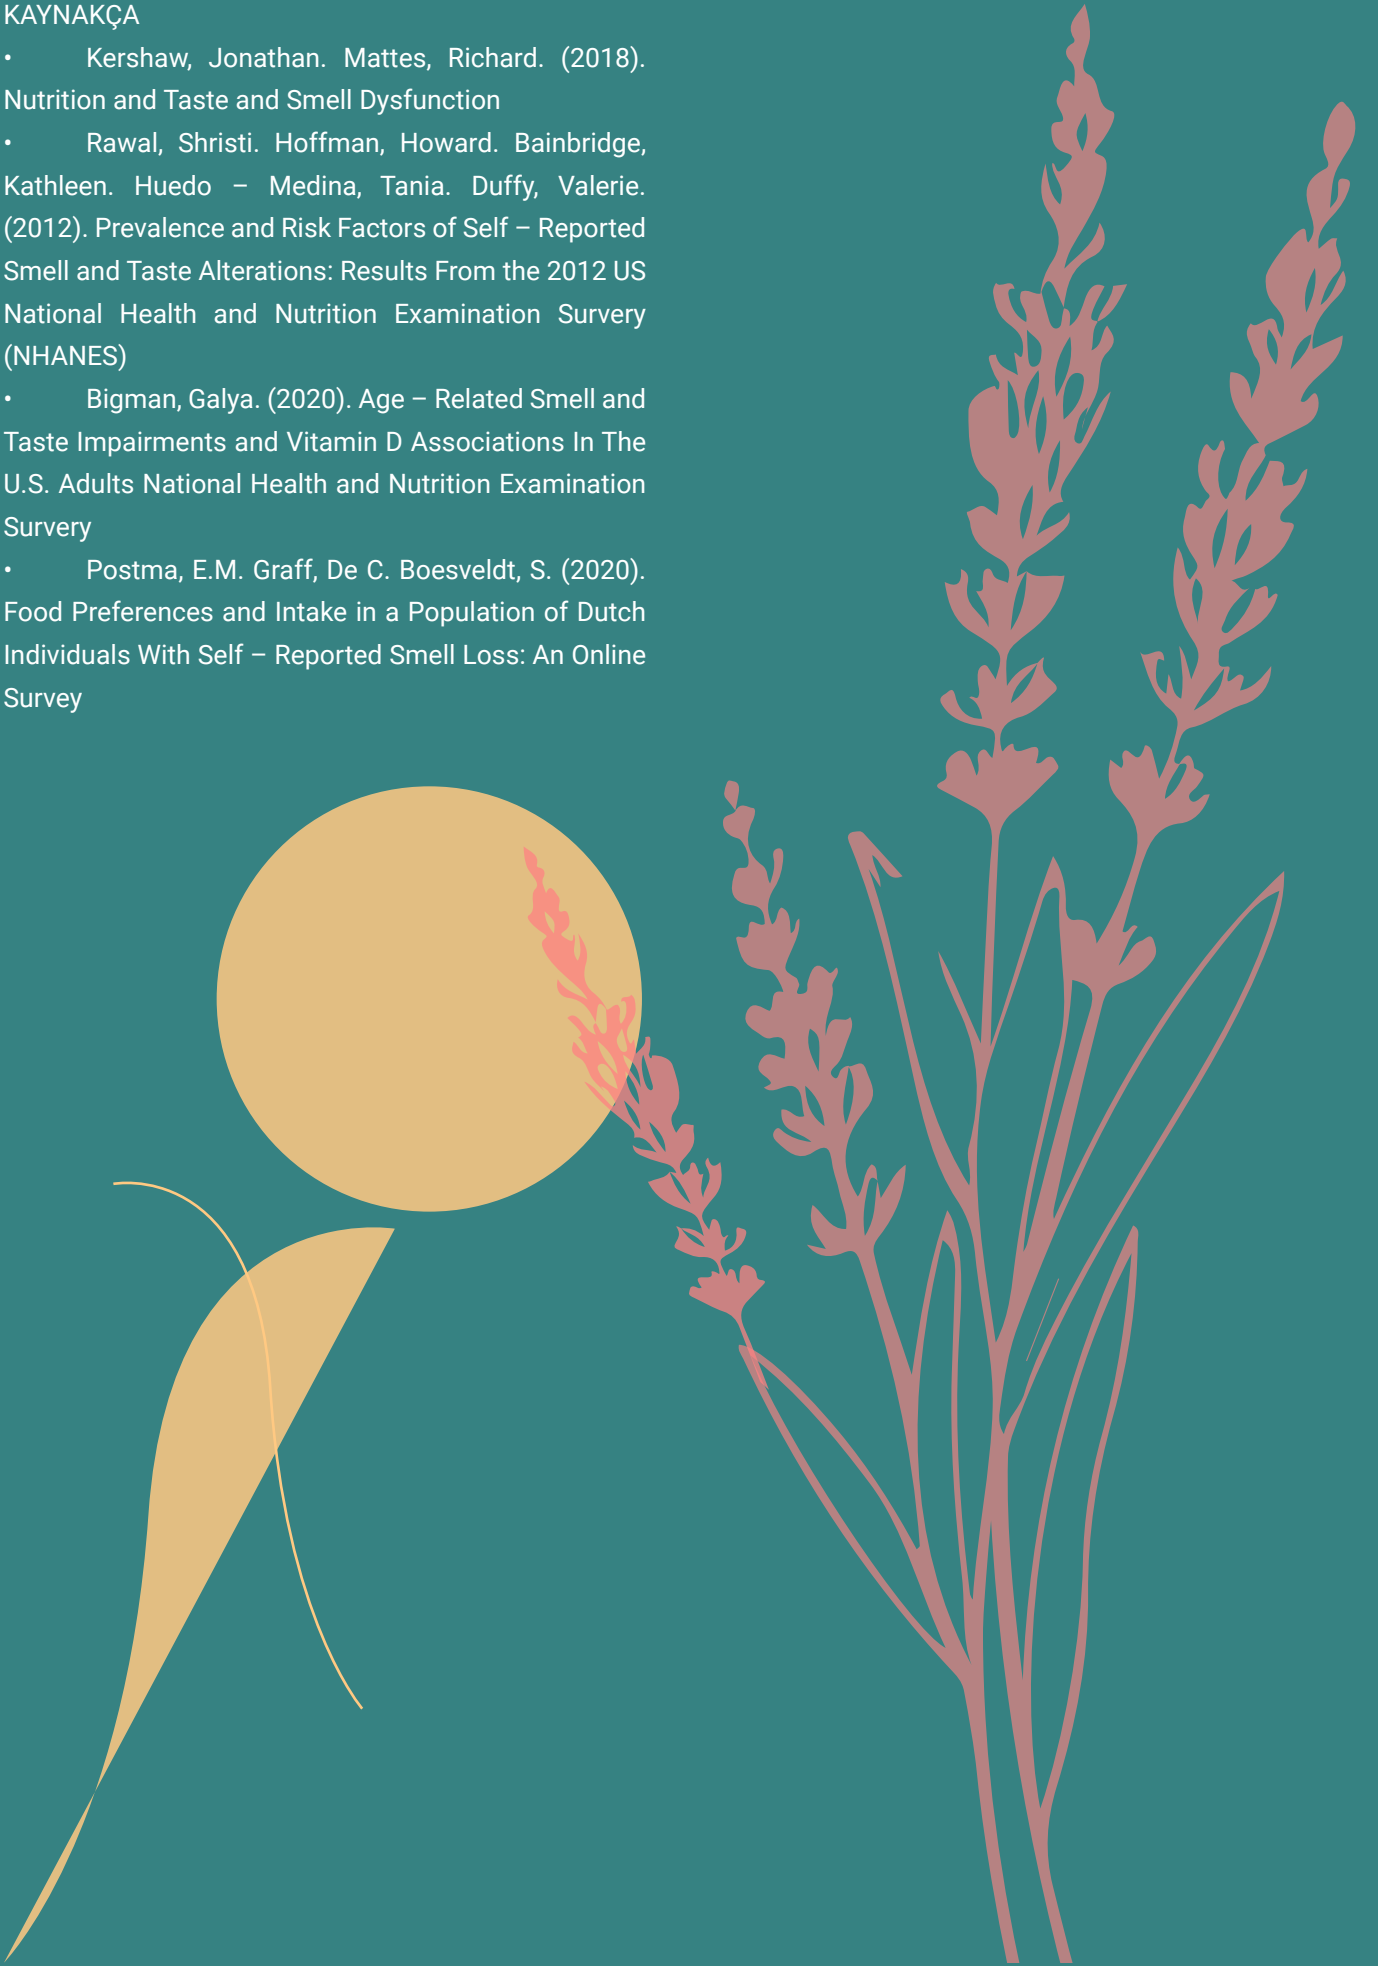 KAYNAKÇA
• Kershaw, Jonathan. Mattes, Richard. (2018).
Nutrition and Taste and Smell Dysfunction
• Rawal, Shristi. Hoffman, Howard. Bainbridge,
Kathleen. Huedo – Medina, Tania. Duffy, Valerie.
(2012). Prevalence and Risk Factors of Self – Reported
Smell and Taste Alterations: Results From the 2012 US
National Health and Nutrition Examination Survery
(NHANES)
• Bigman, Galya. (2020). Age – Related Smell and
Taste Impairments and Vitamin D Associations In The
U.S. Adults National Health and Nutrition Examination
Survery
• Postma, E.M. Graff, De C. Boesveldt, S. (2020).
Food Preferences and Intake in a Population of Dutch
Individuals With Self – Reported Smell Loss: An Online
Survey